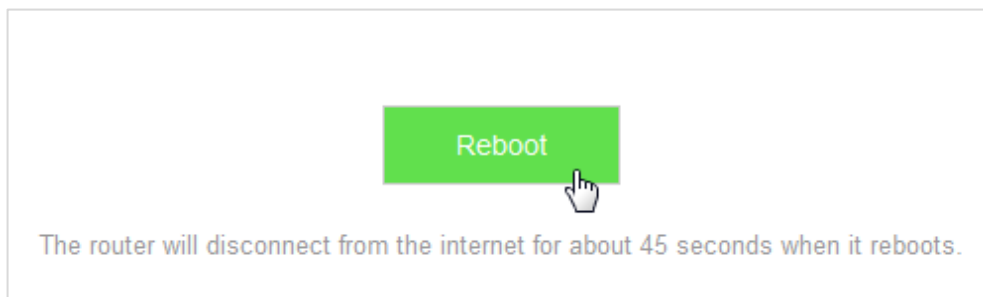 Reboot
The router will disconnect from the internet for about 45 seconds when it reboots.